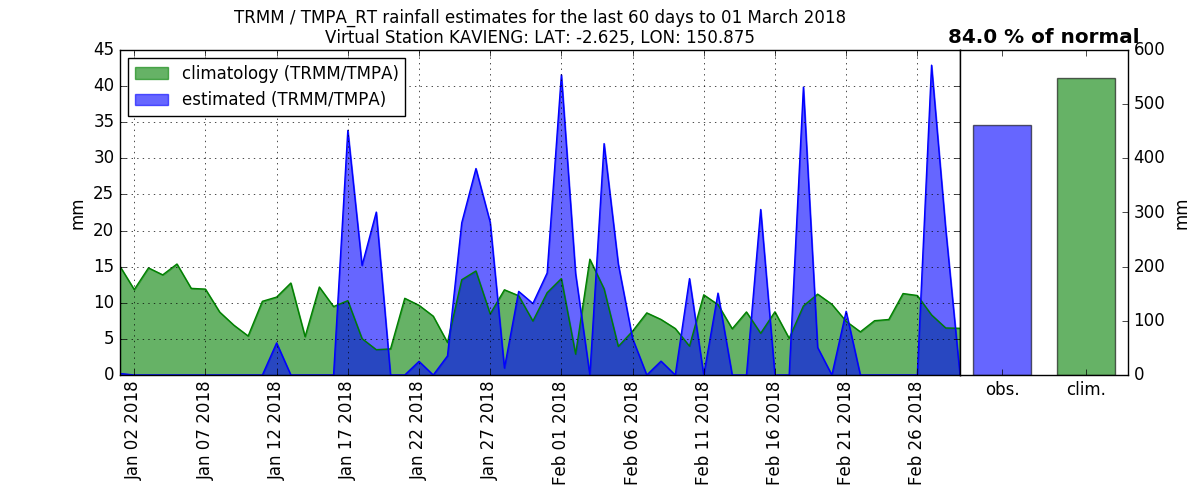 TRMM / TMPA_RT rainfall estimates for the last 60 days to 01 March 2018
Virtual Station KAVIENG: LAT: -2.625, LON: 150.875
84.0 % of normal
climatology (TRMM/TMPA)
estimated (TRMM/TMPA)
mm
45
40
35
30
25
20
15
10
5
0
Jan 02 2018
Jan 07 2018
Jan 12 2018
Jan 17 2018
Jan 22 2018
Jan 27 2018
Feb 01 2018
Feb 06 2018
Feb 11 2018
Feb 16 2018
Feb 21 2018
Feb 26 2018
600
500
400
300
200
100
0
mm
obs.
clim.